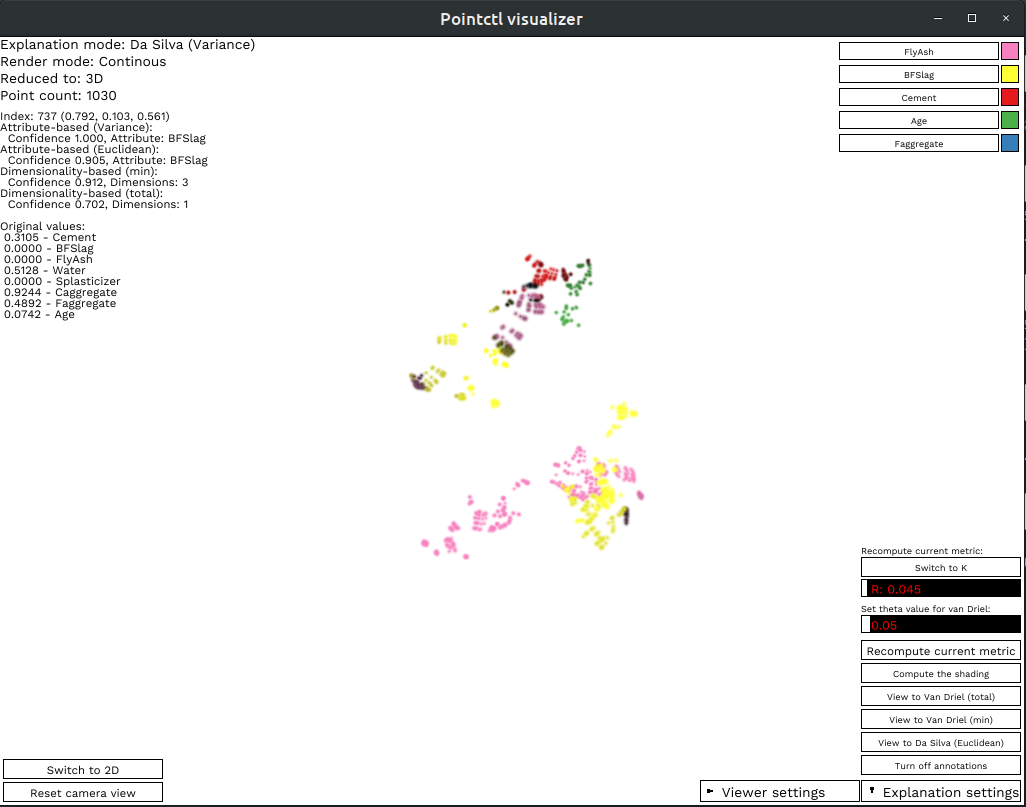 Pointctl visualizer
Explanation mode: Da Silva (Variance)
Render mode: Continous
Reduced to: 3D
Point count: 1030
Index: 737 (0.792, 0.103, 0.561)
Attribute-based (Variance):
Confidence 1.000, Attribute: BFSlag
Attribute-based (Euclidean):
Confidence 0.905, Attribute: BFSlag
Dimensionality-based (min):
Confidence 0.912, Dimensions: 3
Dimensionality-based (total):
Confidence 0.702, Dimensions: 1
Original values:
0.3105 - Cement
0.0000 - BFSlag
0.0000 - FlyAsh
0.5128 - Water
0.0000 - Splasticizer
0.9244 - Caggregate
0.4892 - Faggregate
0.0742 - Age
FlyAsh
BFSlag
Cement
Age
Faggregate
Recompute current metric:
Switch to K
R: 0.045
Set theta value for van Driel:
0.05
Recompute current metric
Compute the shading
View to Van Driel (total)
View to Van Driel (min)
View to Da Silva (Euclidean)
Turn off annotations
Switch to 2D
Reset camera view
Viewer settings
Explanation settings